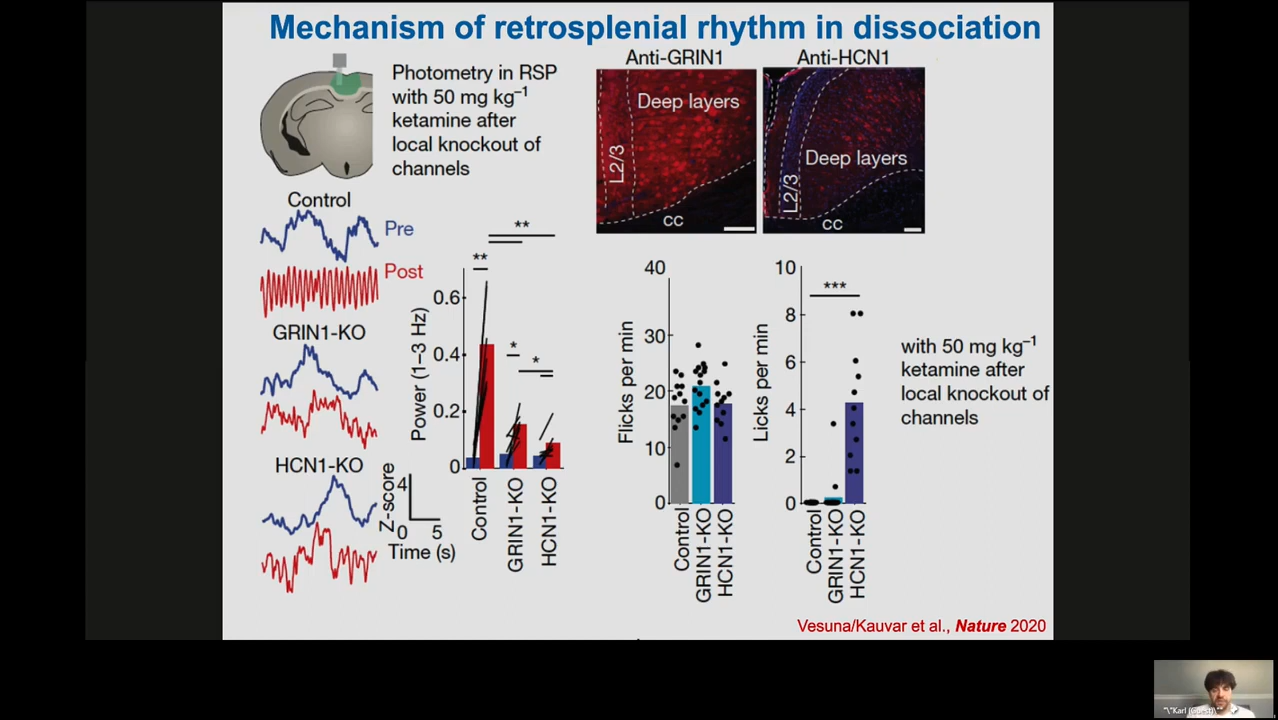 Mechanism of retrosplenial rhythm in dissociation
Photometry in RSP
with 50 mg kg⁻¹
ketamine after
local knockout of
channels
Anti-GRIN1
Deep layers
L2/3
cc
Anti-HCN1
Deep layers
L2/3
cc
Control
Pre
Post
GRIN1-KO
HCN1-KO
Z-score
4
0
5
Time (s)
Power (1–3 Hz)
0.6
0.4
0.2
0
**
**
*
*
Control
GRIN1-KO
HCN1-KO
Flicks per min
40
30
20
10
0
Control
GRIN1-KO
HCN1-KO
Licks per min
10
8
6
4
2
0
***
Control
GRIN1-KO
HCN1-KO
with 50 mg kg⁻¹
ketamine after
local knockout of
channels
Vesuna/Kauvar et al., Nature 2020
"\"Karl (Guest)\""